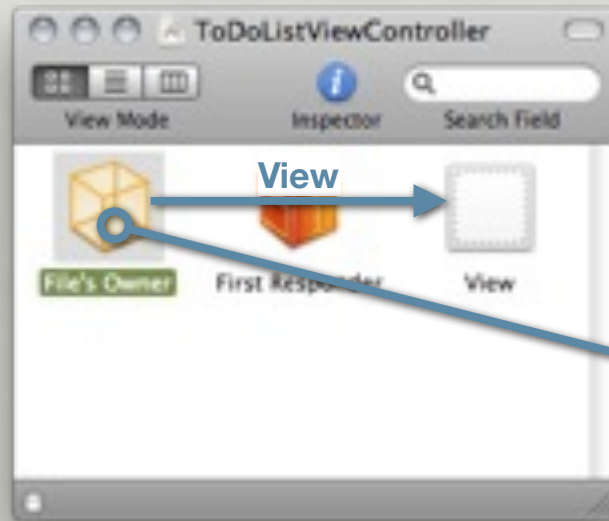 ToDoListViewController
View Mode
Inspector
Search Field
View
File's Owner
First Responder
View